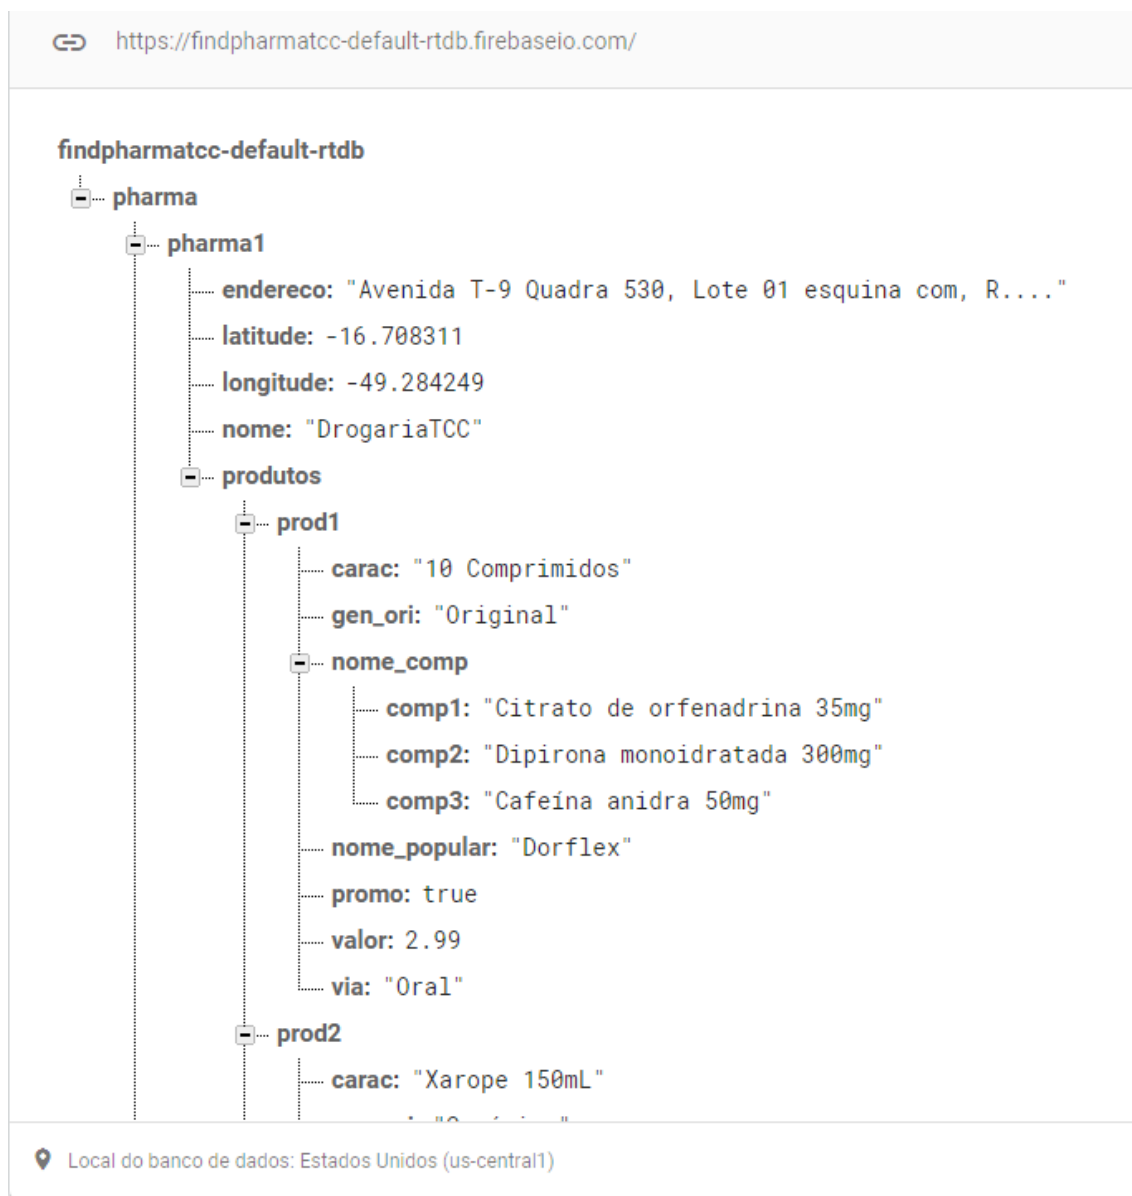 https://findpharmatcc-default-rtdb.firebaseio.com/
findpharmatcc-default-rtdb
pharma
pharma1
endereco: "Avenida T-9 Quadra 530, Lote 01 esquina com, R...."
latitude: -16.708311
longitude: -49.284249
nome: "DrogariaTCC"
produtos
prod1
carac: "10 Comprimidos"
gen_ori: "Original"
nome_comp
comp1: "Citrato de orfenadrina 35mg"
comp2: "Dipirona monoidratada 300mg"
comp3: "Cafeína anidra 50mg"
nome_popular: "Dorflex"
promo: true
valor: 2.99
via: "Oral"
prod2
carac: "Xarope 150mL"
Local do banco de dados: Estados Unidos (us-central1)